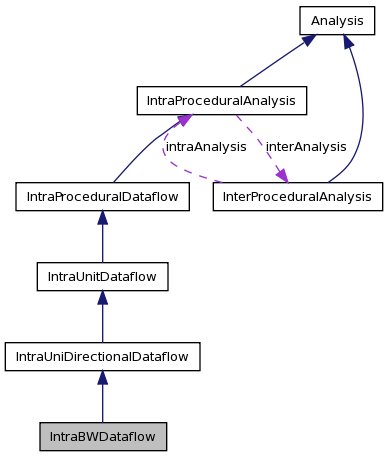 Analysis
IntraProceduralAnalysis
intraAnalysis
interAnalysis
IntraProceduralDataflow
InterProceduralAnalysis
IntraUnitDataflow
IntraUniDirectionalDataflow
IntraBWDataflow